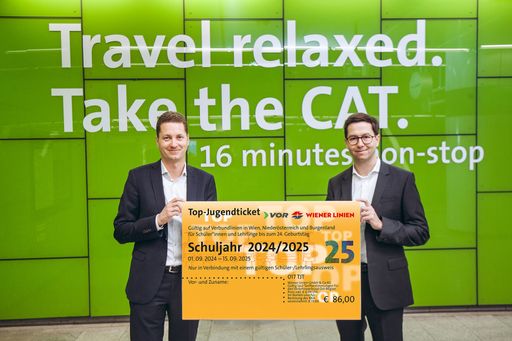 Travel relaxed.
Take the CAT.
16 minutes non-stop
Top-Jugendticket VOR WIENER LINIEN
Gültig auf Verbundlinien in Wien, Niederösterreich und Burgenland
für Schüler*innen und Lehrlinge bis zum 24. Geburtstag
TOP
Schuljahr 2024/2025
25
01.09.2024 – 15.09.2025
Nur in Verbindung mit einem gültigen Schüler-/Lehrlingsausweis
Vor- und Zuname:
€ 86,00